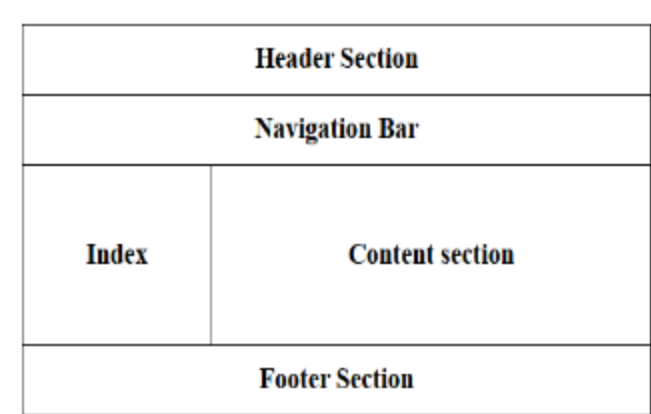 Header Section
Navigation Bar
Index
Content section
Footer Section